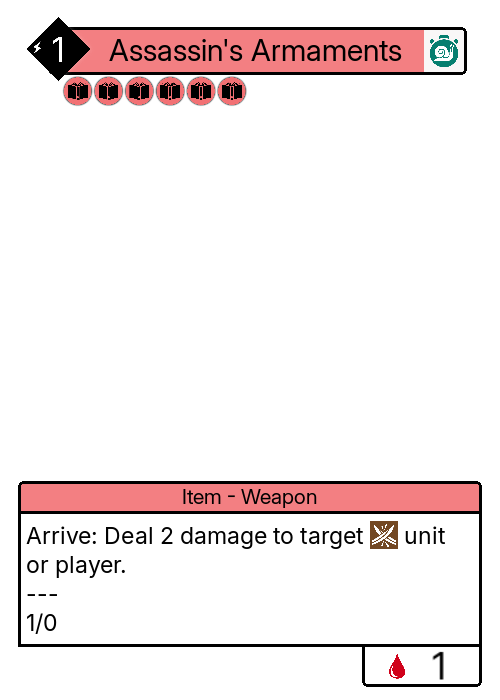 1
Assassin's Armaments
Item - Weapon
Arrive: Deal 2 damage to target unit
or player.
---
1/0
1